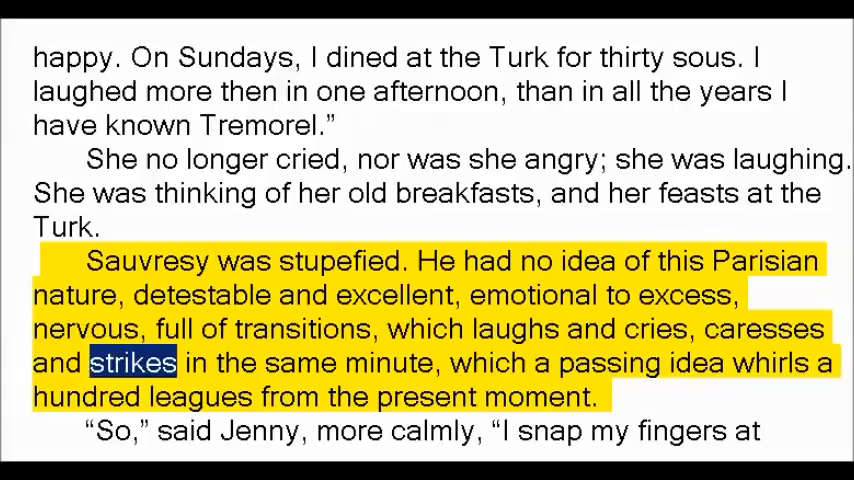 happy. On Sundays, I dined at the Turk for thirty sous. I
laughed more then in one afternoon, than in all the years I
have known Tremorel.”
She no longer cried, nor was she angry; she was laughing.
She was thinking of her old breakfasts, and her feasts at the
Turk.
Sauvresy was stupefied. He had no idea of this Parisian
nature, detestable and excellent, emotional to excess,
nervous, full of transitions, which laughs and cries, caresses
and strikes in the same minute, which a passing idea whirls a
hundred leagues from the present moment.
“So,” said Jenny, more calmly, “I snap my fingers at